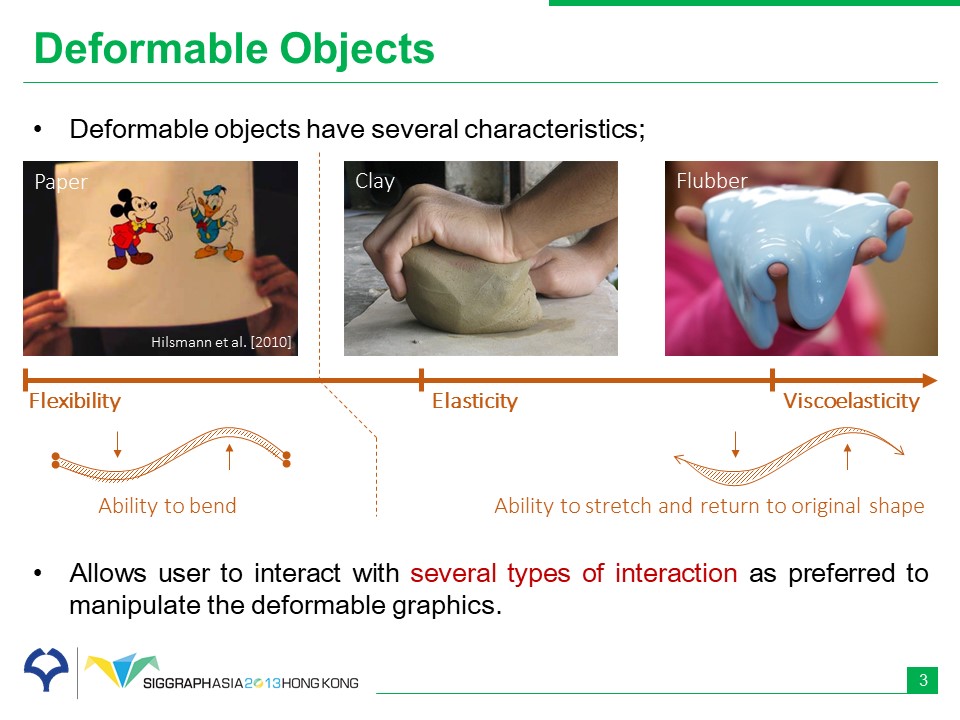 Deformable Objects
• Deformable objects have several characteristics;
Paper
Clay
Flubber
Hilsmann et al. [2010]
Flexibility
Elasticity
Viscoelasticity
Ability to bend
Ability to stretch and return to original shape
• Allows user to interact with several types of interaction as preferred to
manipulate the deformable graphics.
SIGGRAPHASIA2013HONG KONG
3